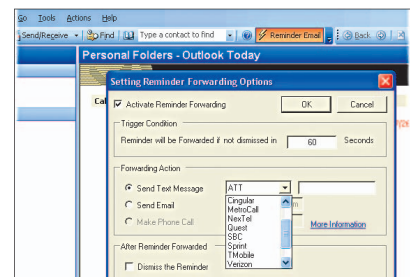 Go Tools Actions Help
Send/Receive Find Type a contact to find Reminder Email Back
Personal Folders - Outlook Today
Setting Reminder Forwarding Options
Cal
Activate Reminder Forwarding OK Cancel
Trigger Condition
Reminder will be Forwarded if not dismissed in 60 Seconds
Forwarding Action
Send Text Message ATT
Cingular
Send Email MetroCall
NexTel
Make Phone Call Quest More Information
SBC
Sprint
After Reminder Forwarded TMobile
Dismiss the Reminder Verizon